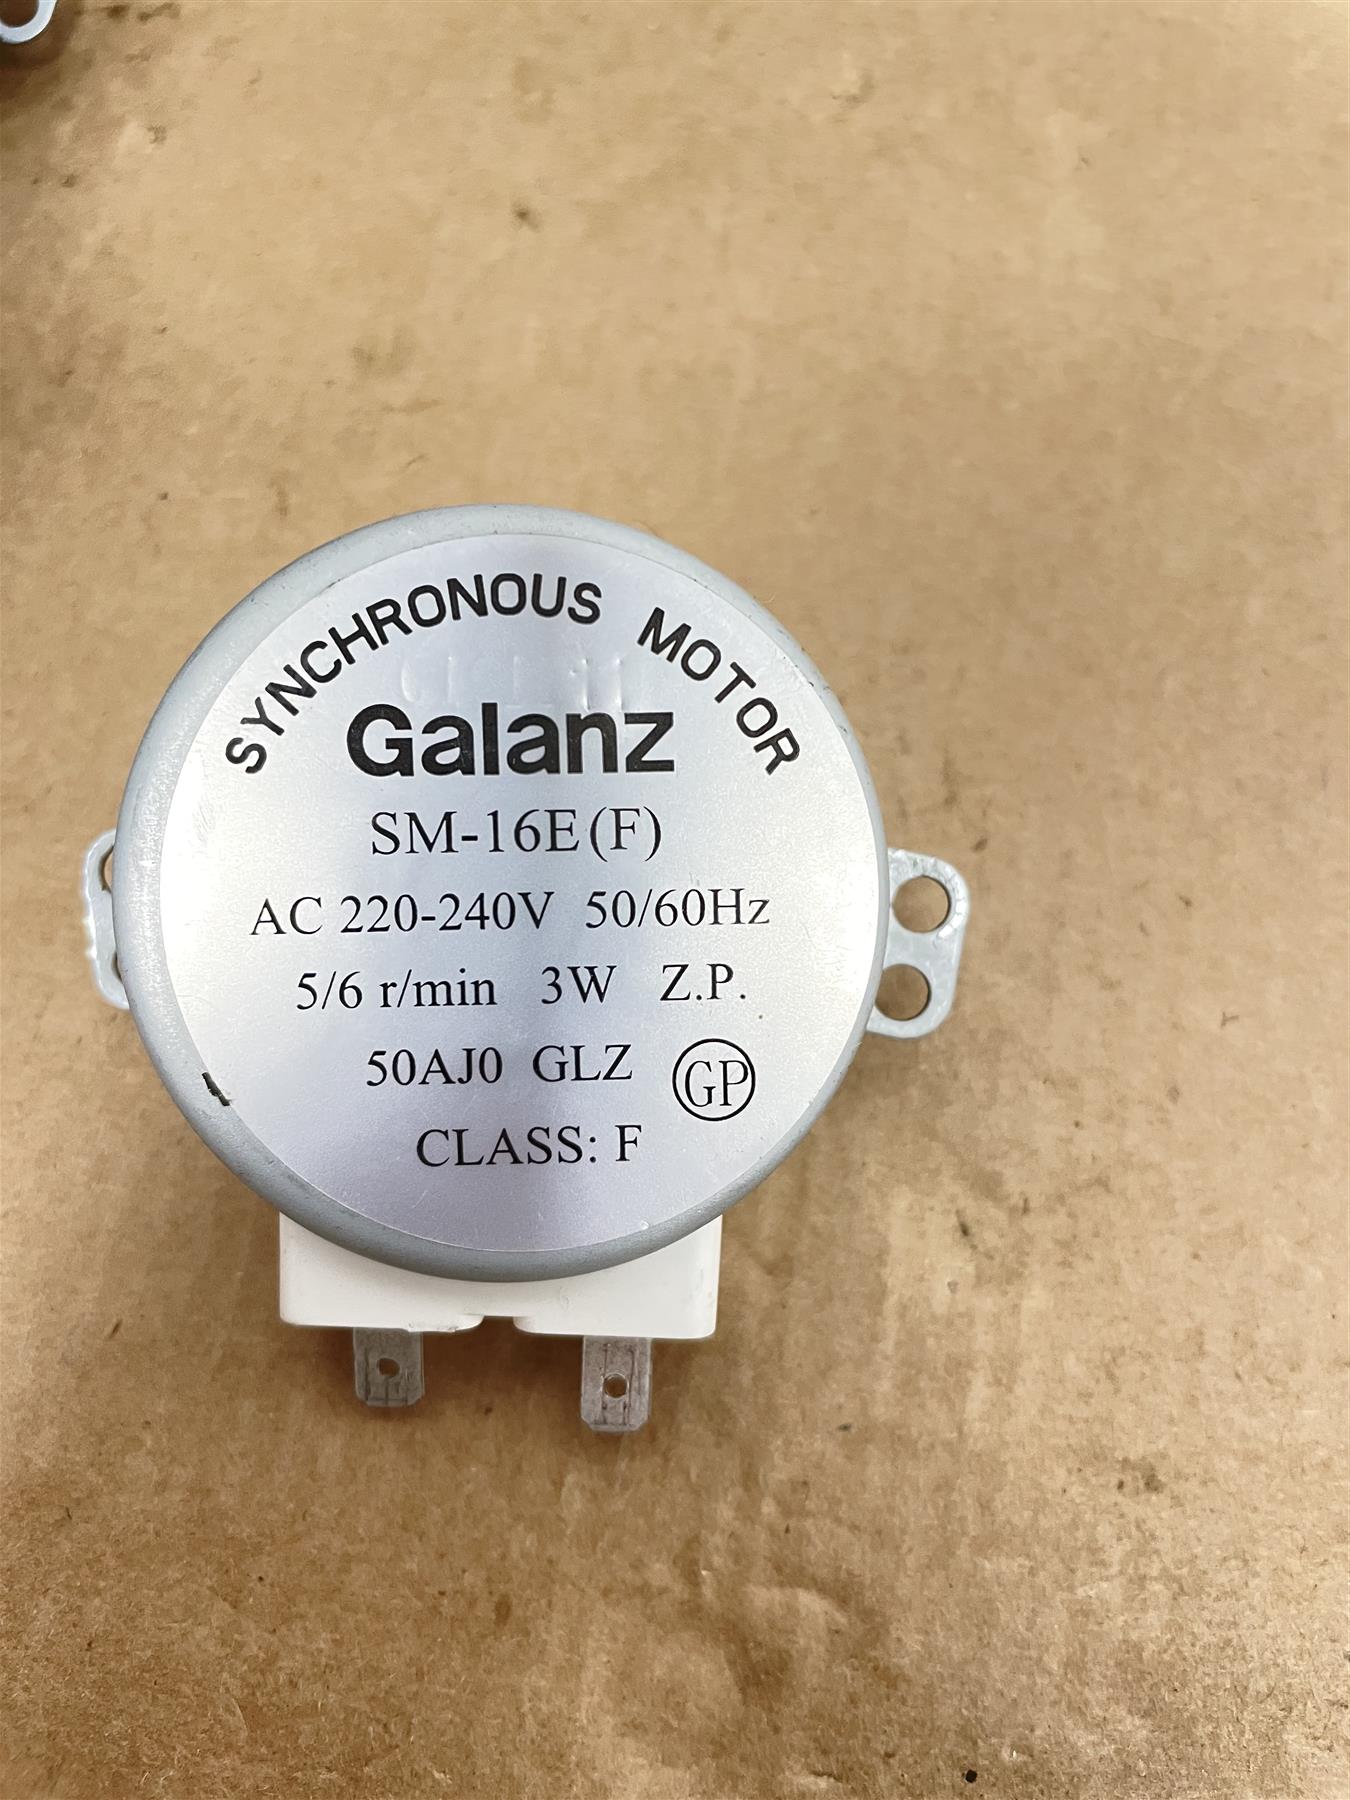 SYNCHRONOUS MOTOR
Galanz
SM-16E(F)
AC 220-240V 50/60Hz
5/6 r/min 3W Z.P.
50AJ0 GLZ GP
CLASS: F